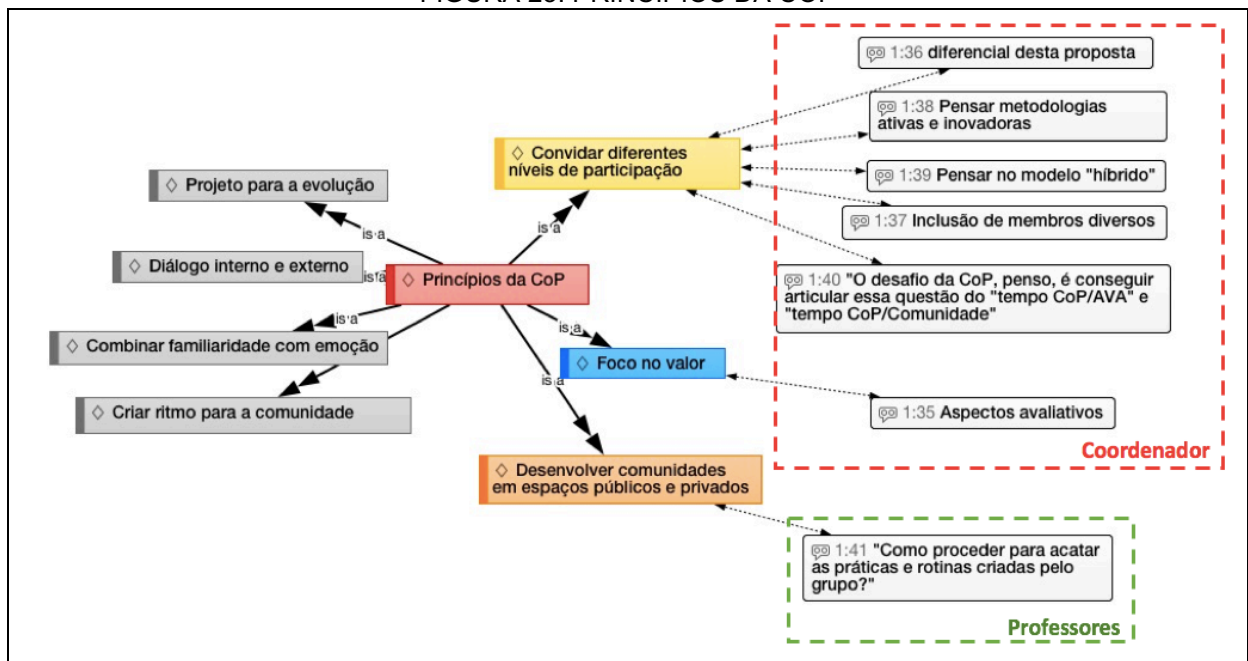 1:36 diferencial desta proposta
1:38 Pensar metodologias
ativas e inovadoras
◇ Convidar diferentes
níveis de participação
1:39 Pensar no modelo "híbrido"
◇ Projeto para a evolução
1:37 Inclusão de membros diversos
is a
is a
◇ Diálogo interno e externo
is a
◇ Princípios da CoP
1:40 "O desafio da CoP, penso, é conseguir
articular essa questão do "tempo CoP/AVA" e
"tempo CoP/Comunidade"
is a
is a
◇ Combinar familiaridade com emoção
◇ Foco no valor
is a
◇ Criar ritmo para a comunidade
1:35 Aspectos avaliativos
Coordenador
◇ Desenvolver comunidades
em espaços públicos e privados
1:41 "Como proceder para acatar
as práticas e rotinas criadas pelo
grupo?"
Professores